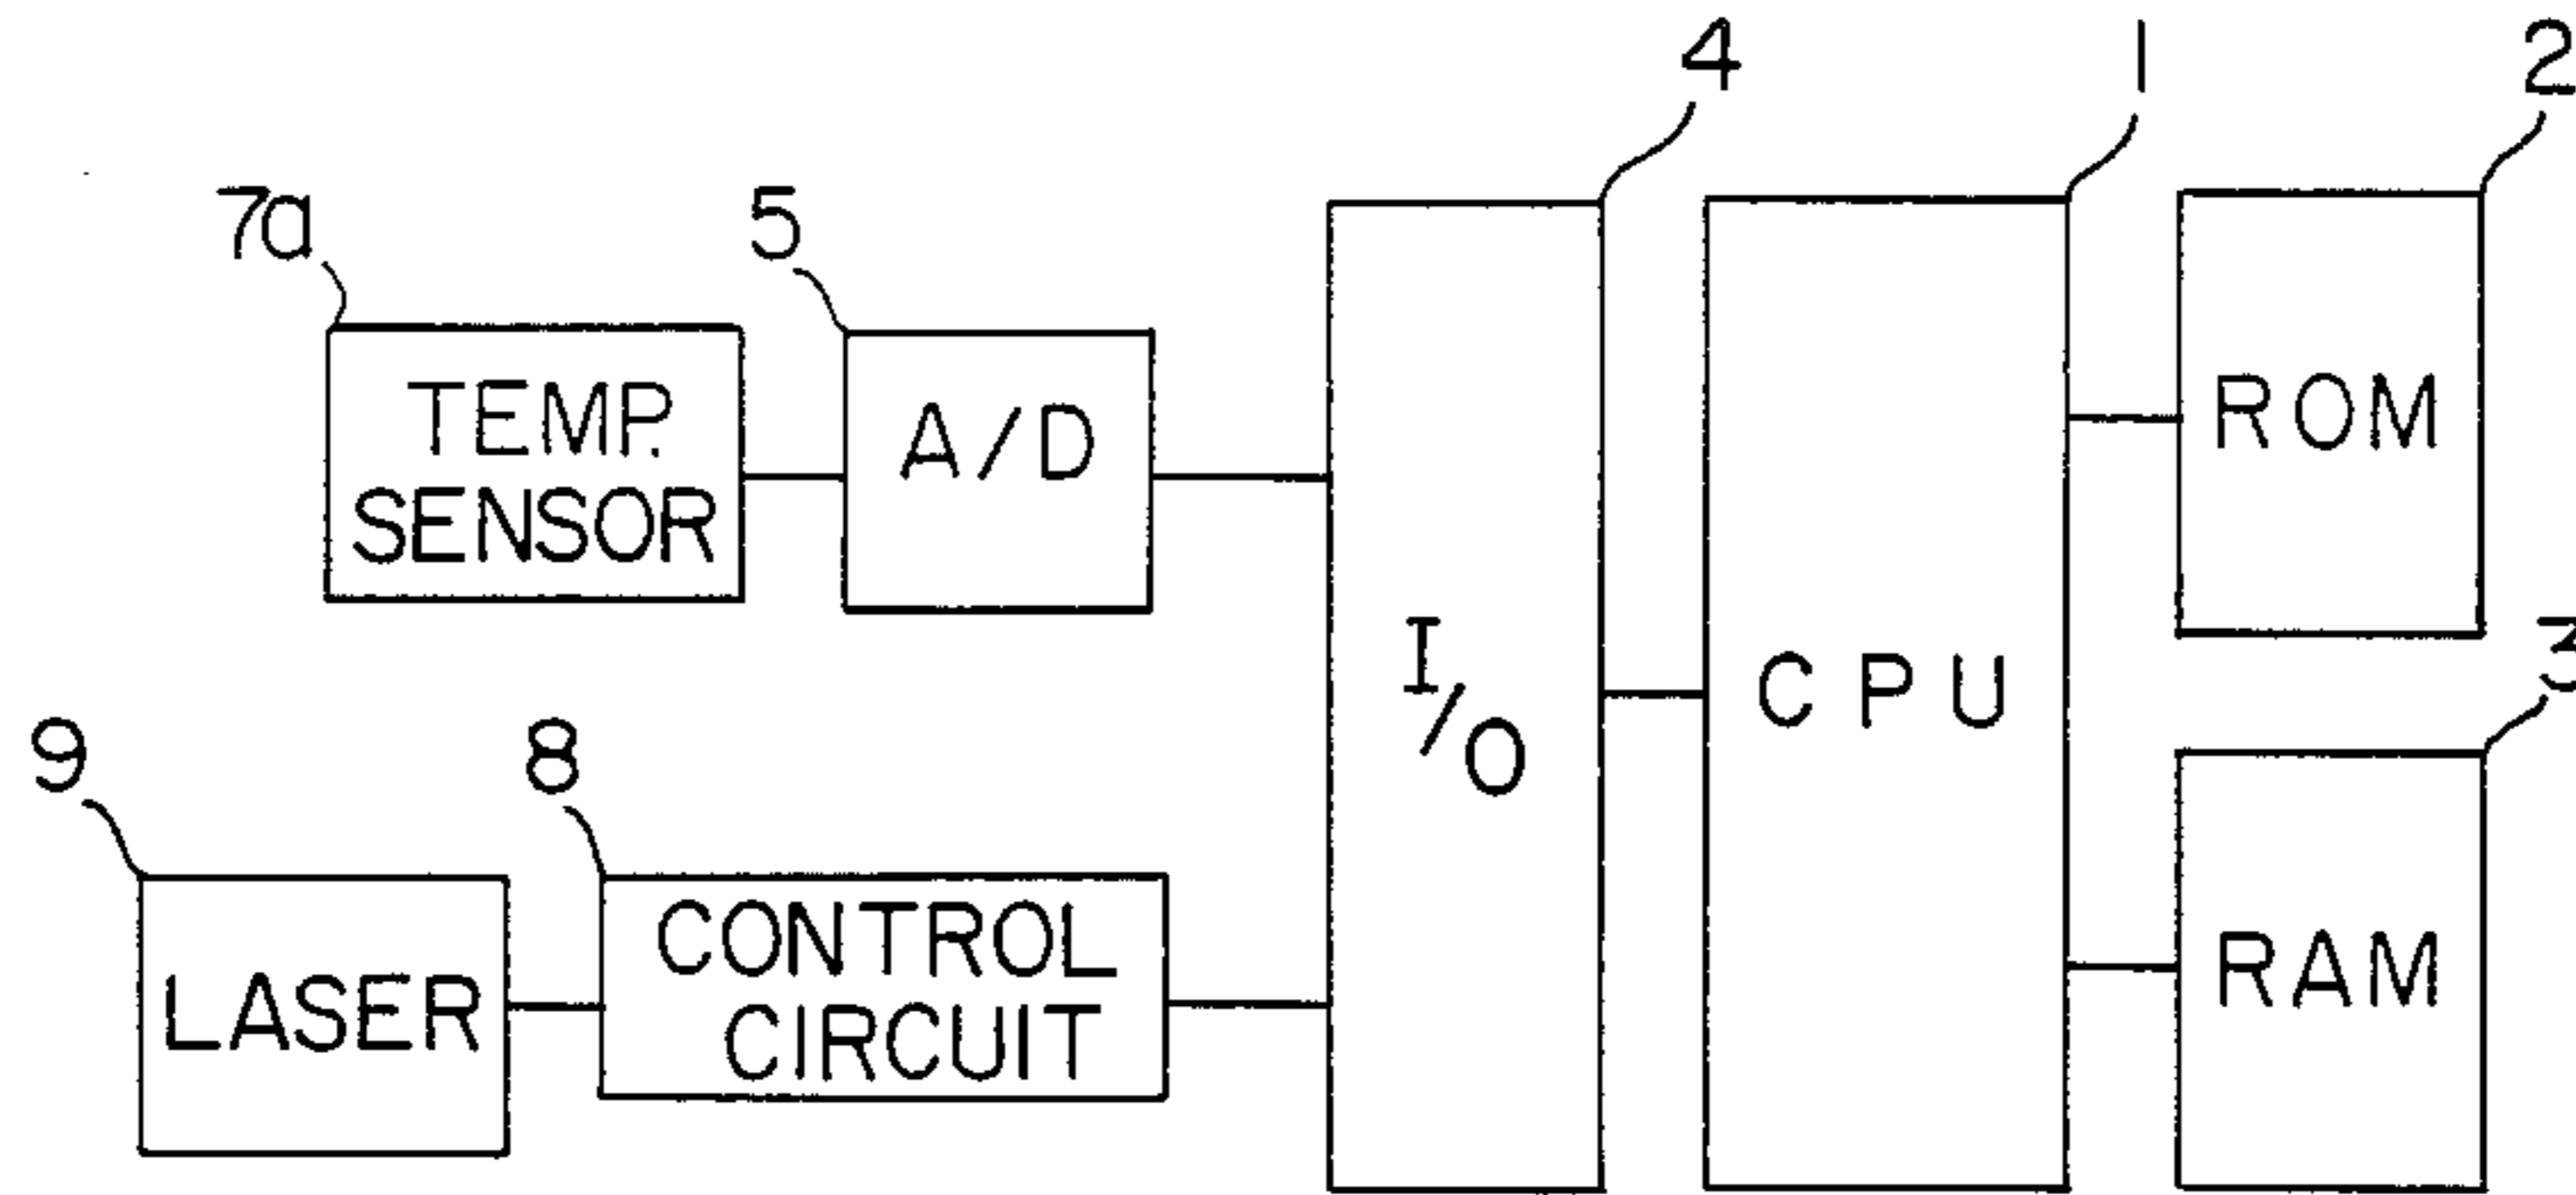 4
1
2
7a
5
TEMP.
SENSOR
A/D
ROM
I/O
CPU
3
9
8
LASER
CONTROL
CIRCUIT
RAM